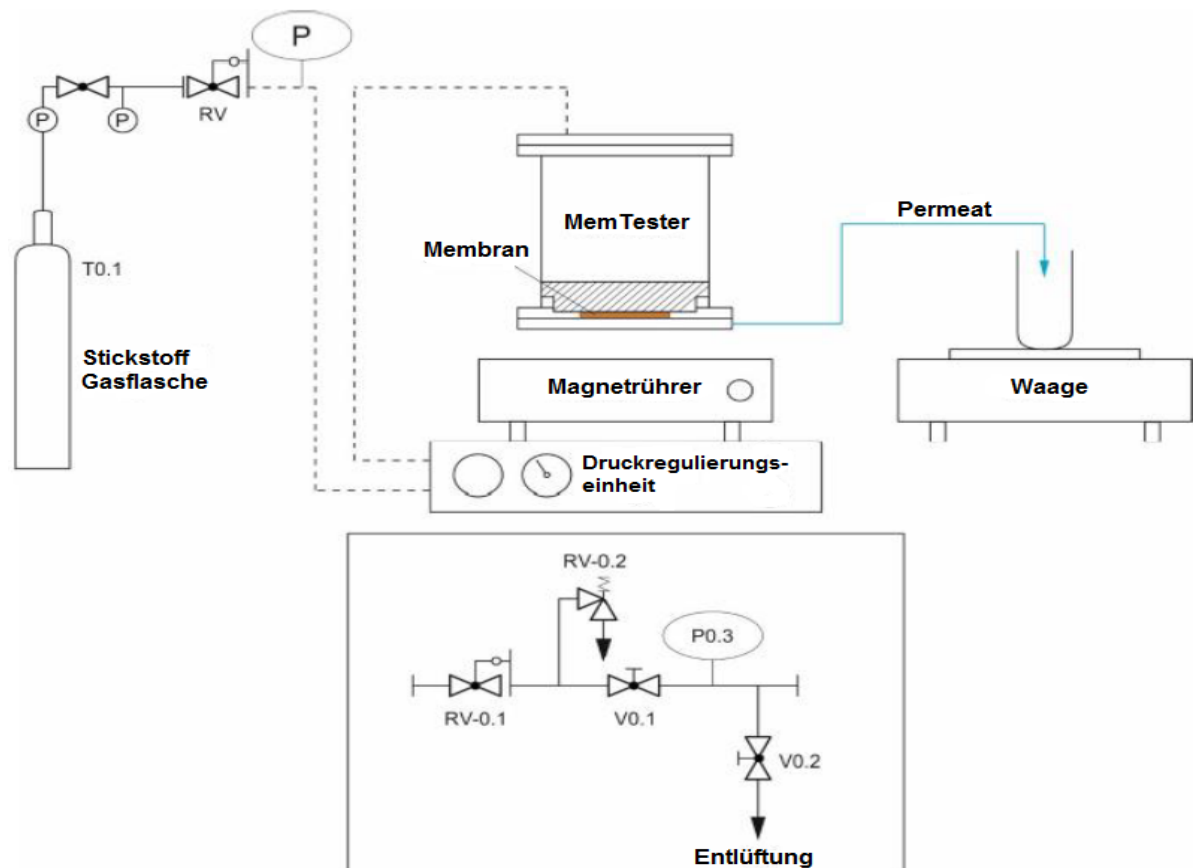 P
P
P
RV
T0.1
Stickstoff
Gasflasche
MemTester
Membran
Permeat
Magnetrührer
Waage
Druckregulierungs-
einheit
RV-0.2
P0.3
RV-0.1
V0.1
V0.2
Entlüftung